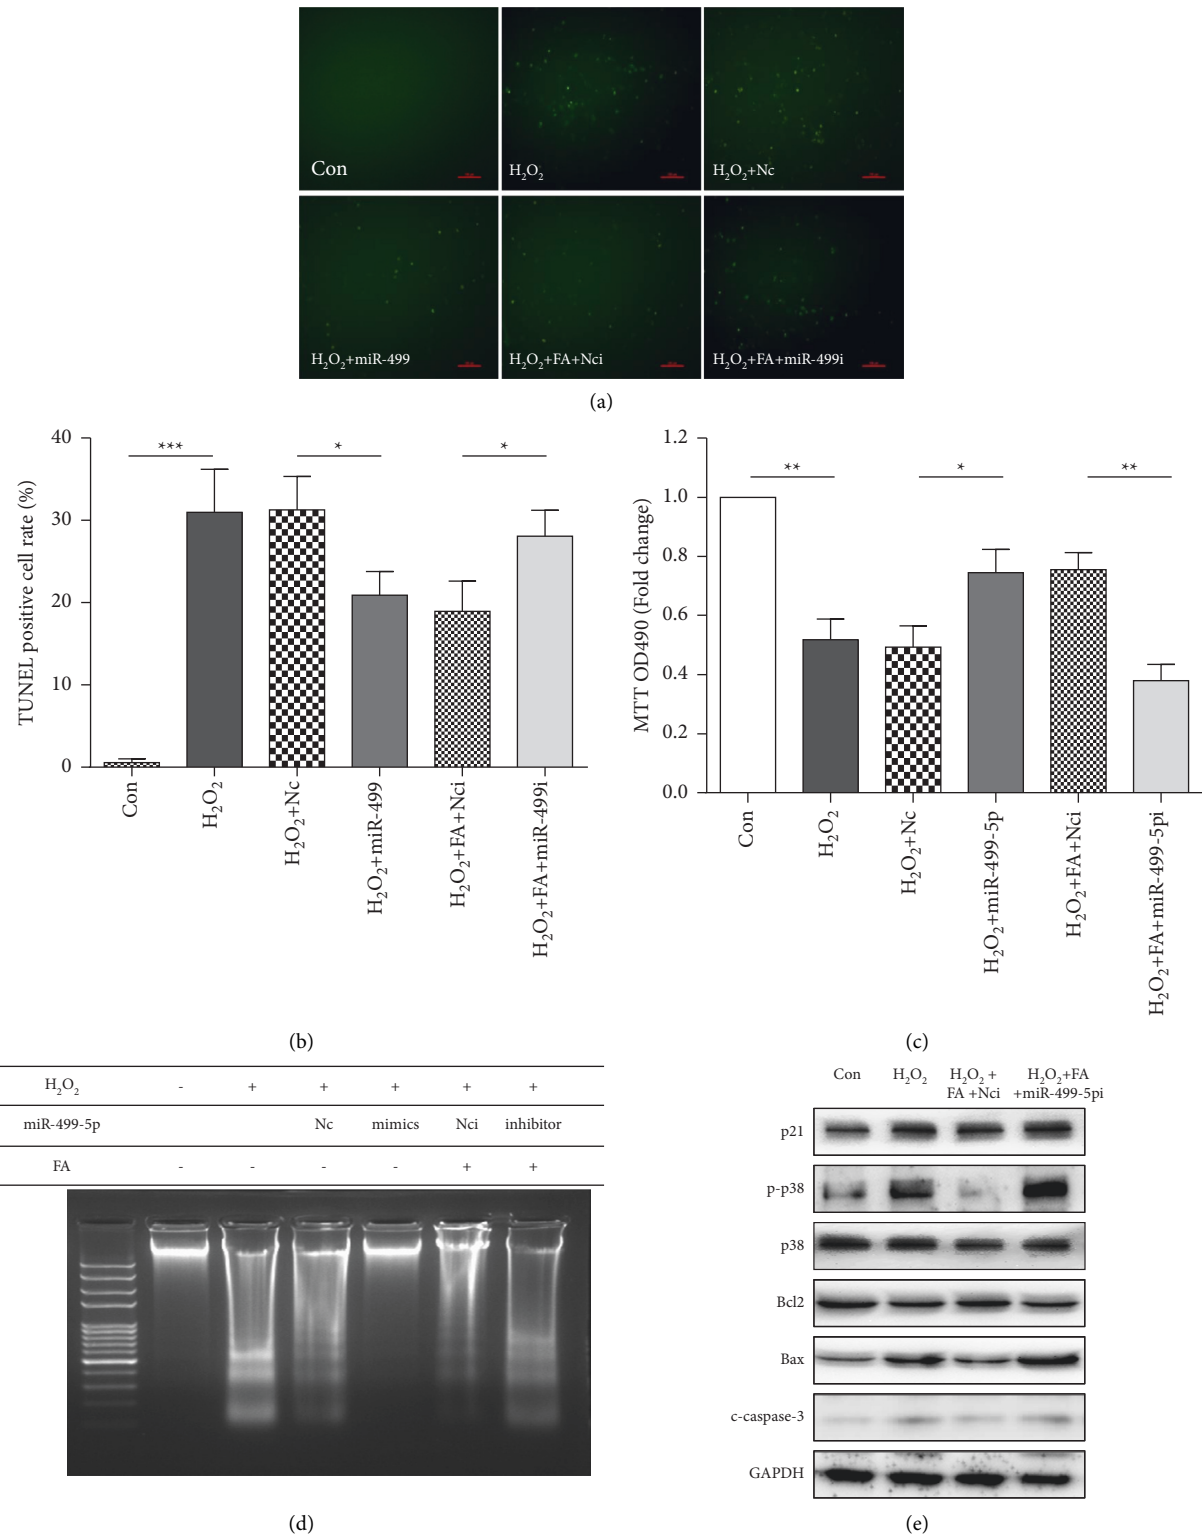 Con
H₂O₂
H₂O₂+Nc
H₂O₂+miR-499
H₂O₂+FA+Nci
H₂O₂+FA+miR-499i
(a)
TUNEL positive cell rate (%)
40
30
20
10
0
***
*
*
Con
H₂O₂
H₂O₂+Nc
H₂O₂+miR-499
H₂O₂+FA+Nci
H₂O₂+FA+miR-499i
(b)
MTT OD490 (Fold change)
1.2
1.0
0.8
0.6
0.4
0.2
0.0
**
*
**
Con
H₂O₂
H₂O₂+Nc
H₂O₂+miR-499-5p
H₂O₂+FA+Nci
H₂O₂+FA+miR-499-5pi
(c)
H₂O₂ - + + + + +
miR-499-5p Nc mimics Nci inhibitor
FA - - - - + +
(d)
Con H₂O₂ H₂O₂ + H₂O₂+FA
FA +Nci +miR-499-5pi
p21
p-p38
p38
Bcl2
Bax
c-caspase-3
GAPDH
(e)